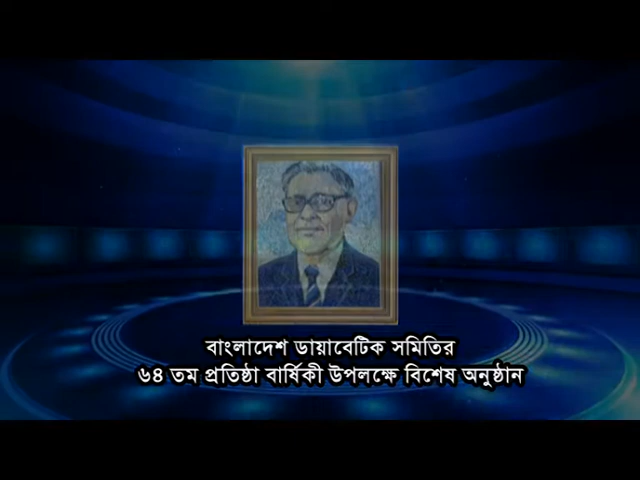 বাংলাদেশ ডায়াবেটিক সমিতির
৬৪ তম প্রতিষ্ঠা বার্ষিকী উপলক্ষে বিশেষ অনুষ্ঠান